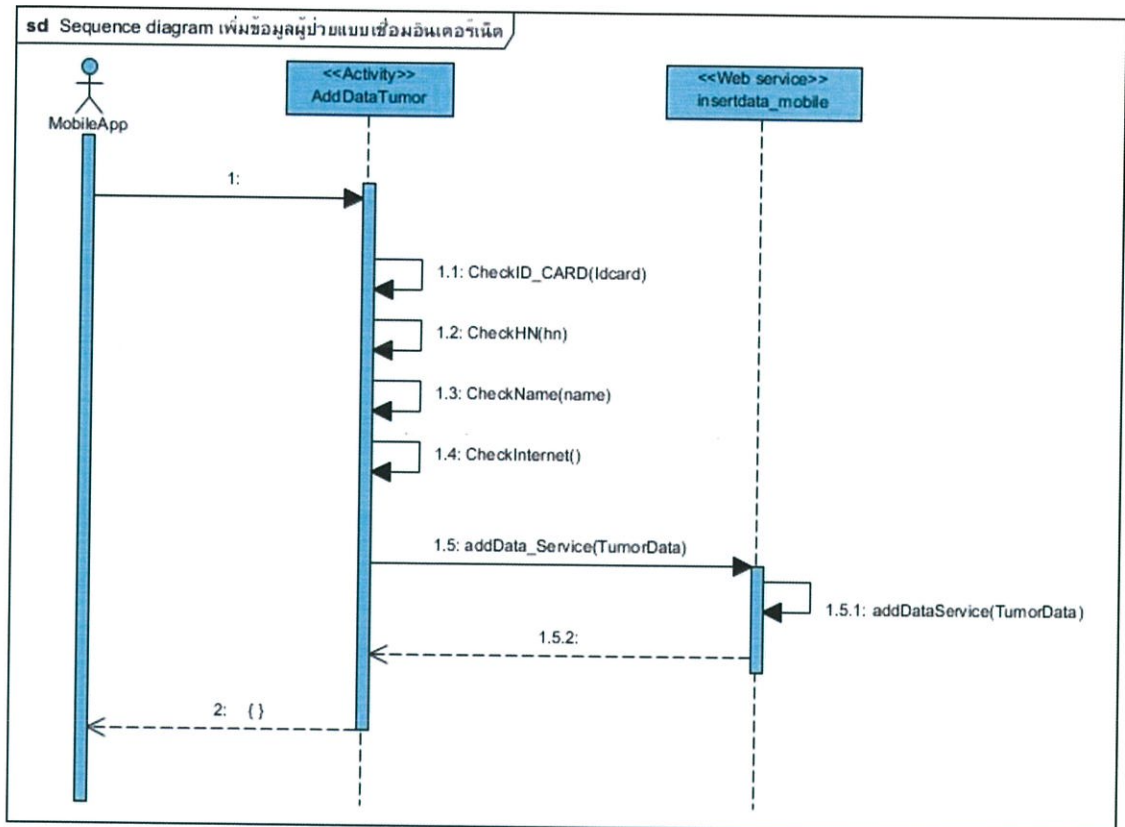 sd Sequence diagram เพิ่มข้อมูลผู้ป่วยแบบเชื่อมอินเตอร์เน็ต
MobileApp
<<Activity>>
AddDataTumor
<<Web service>>
insertdata_mobile
1:
1.1: CheckID_CARD(Idcard)
1.2: CheckHN(hn)
1.3: CheckName(name)
1.4: CheckInternet()
1.5: addData_Service(TumorData)
1.5.1: addDataService(TumorData)
1.5.2:
2: { }